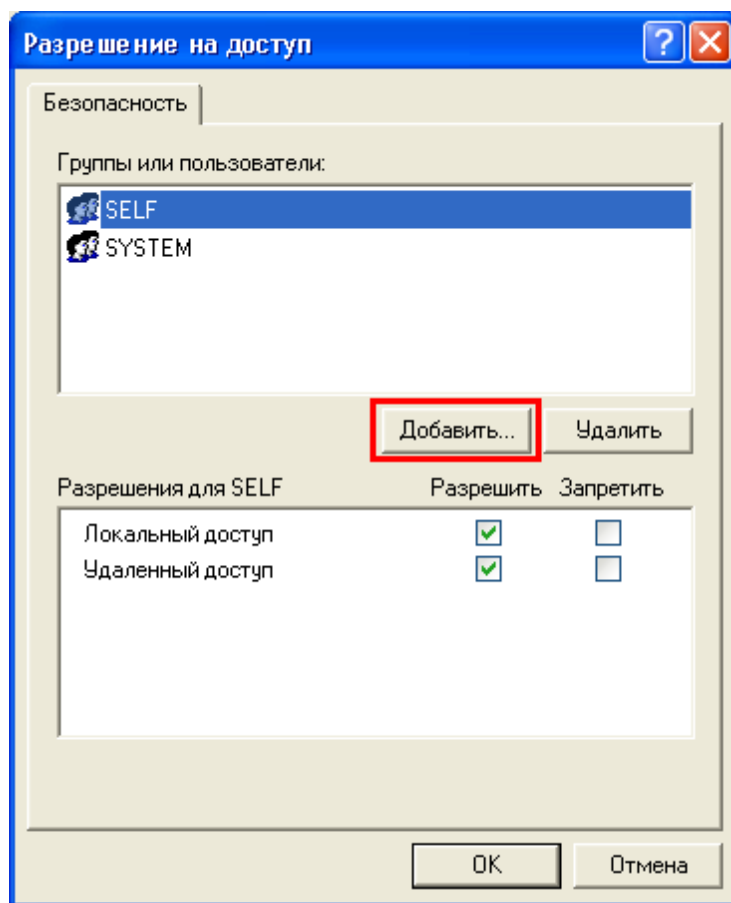 Разрешение на доступ
Безопасность
Группы или пользователи:
SELF
SYSTEM
Добавить... Удалить
Разрешения для SELF Разрешить Запретить
Локальный доступ
Удаленный доступ
OK Отмена